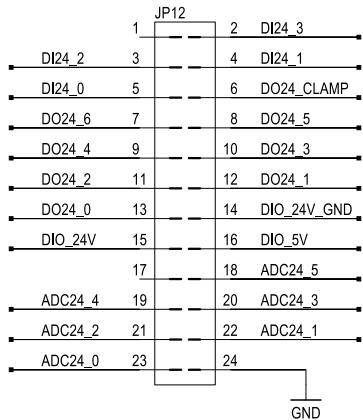 JP12
1 2 DI24_3
DI24_2 3 4 DI24_1
DI24_0 5 6 DO24_CLAMP
DO24_6 7 8 DO24_5
DO24_4 9 10 DO24_3
DO24_2 11 12 DO24_1
DO24_0 13 14 DIO_24V_GND
DIO_24V 15 16 DIO_5V
17 18 ADC24_5
ADC24_4 19 20 ADC24_3
ADC24_2 21 22 ADC24_1
ADC24_0 23 24
GND